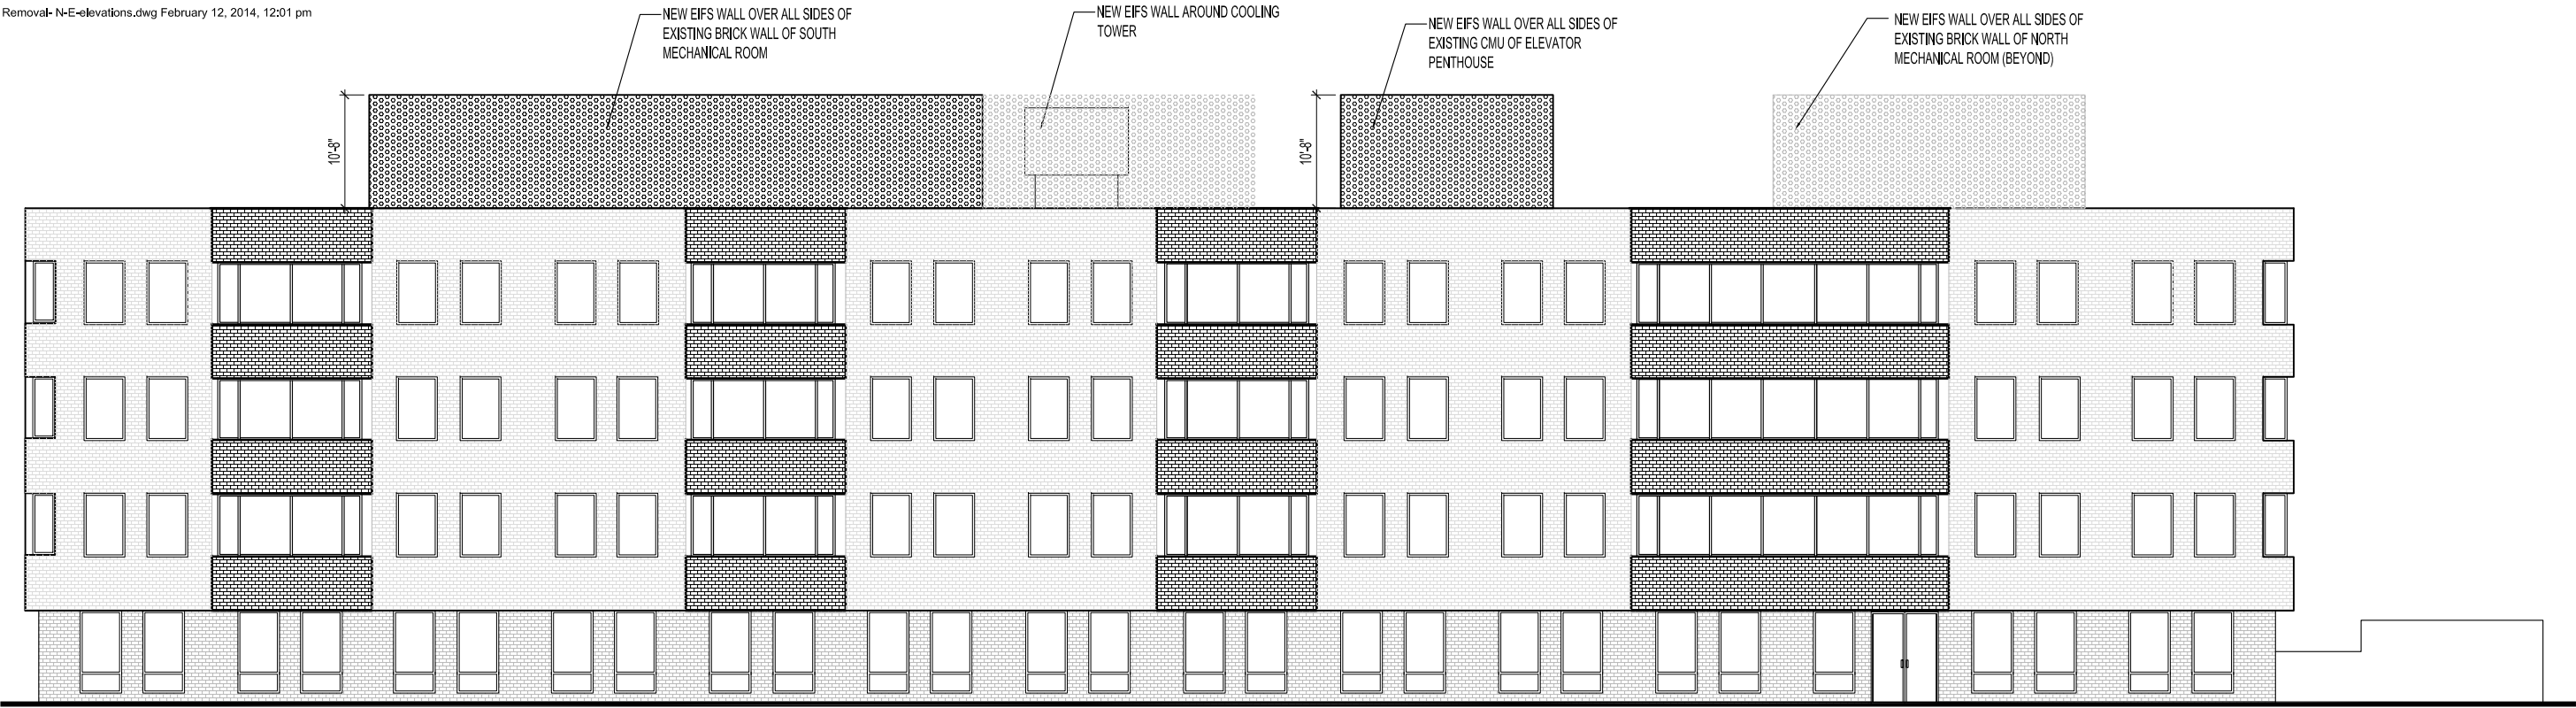 Removal- N-E-elevations.dwg February 12, 2014, 12:01 pm
NEW EIFS WALL OVER ALL SIDES OF
EXISTING BRICK WALL OF SOUTH
MECHANICAL ROOM
NEW EIFS WALL AROUND COOLING
TOWER
NEW EIFS WALL OVER ALL SIDES OF
EXISTING CMU OF ELEVATOR
PENTHOUSE
NEW EIFS WALL OVER ALL SIDES OF
EXISTING BRICK WALL OF NORTH
MECHANICAL ROOM (BEYOND)
10'-8"
10'-8"